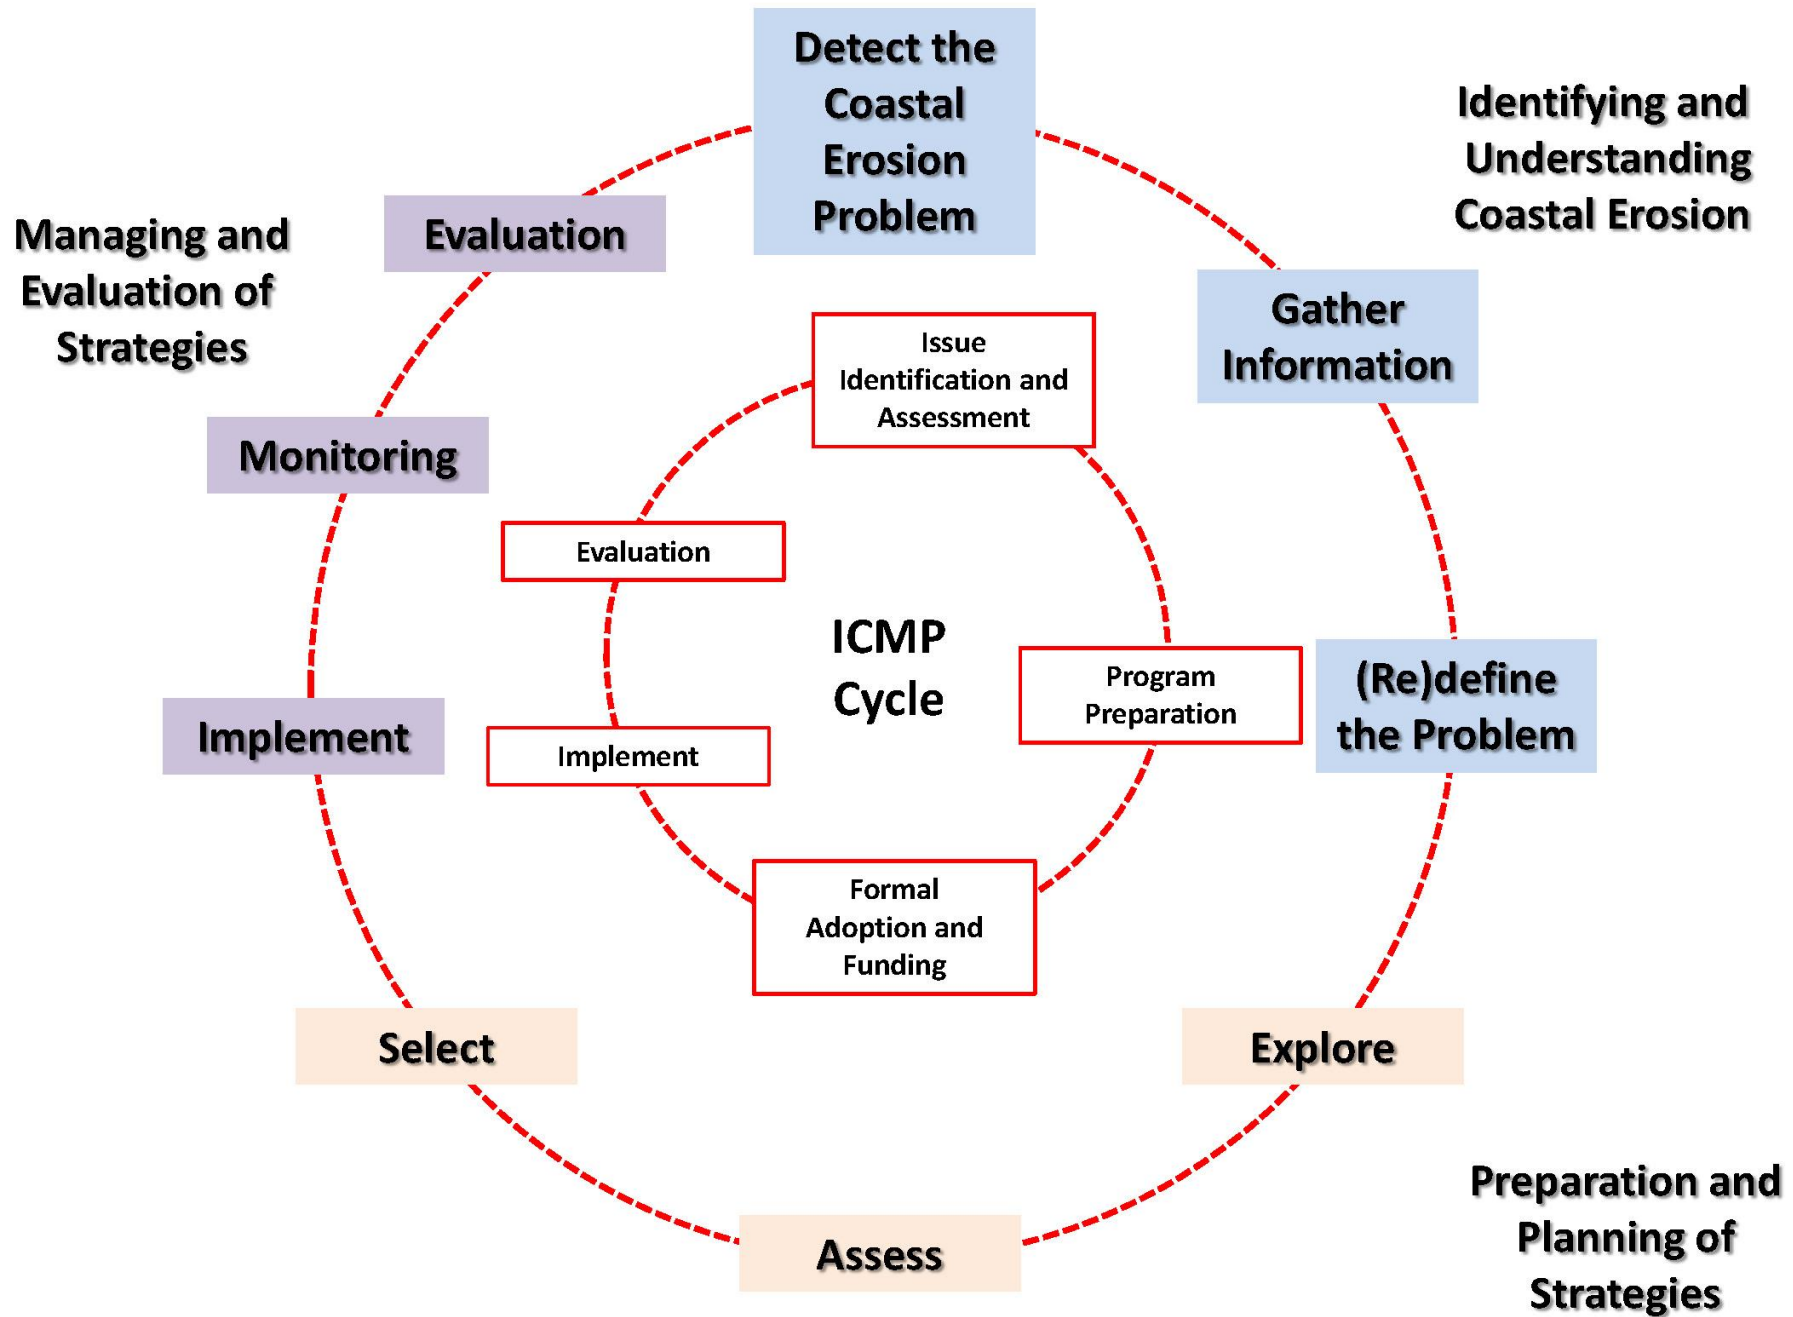 Detect the
Coastal
Erosion
Problem
Identifying and
Understanding
Coastal Erosion
Gather
Information
(Re)define
the Problem
Explore
Preparation and
Planning of
Strategies
Assess
Select
Implement
Monitoring
Evaluation
Managing and
Evaluation of
Strategies
Issue
Identification and
Assessment
Program
Preparation
Formal
Adoption and
Funding
Implement
Evaluation
ICMP
Cycle